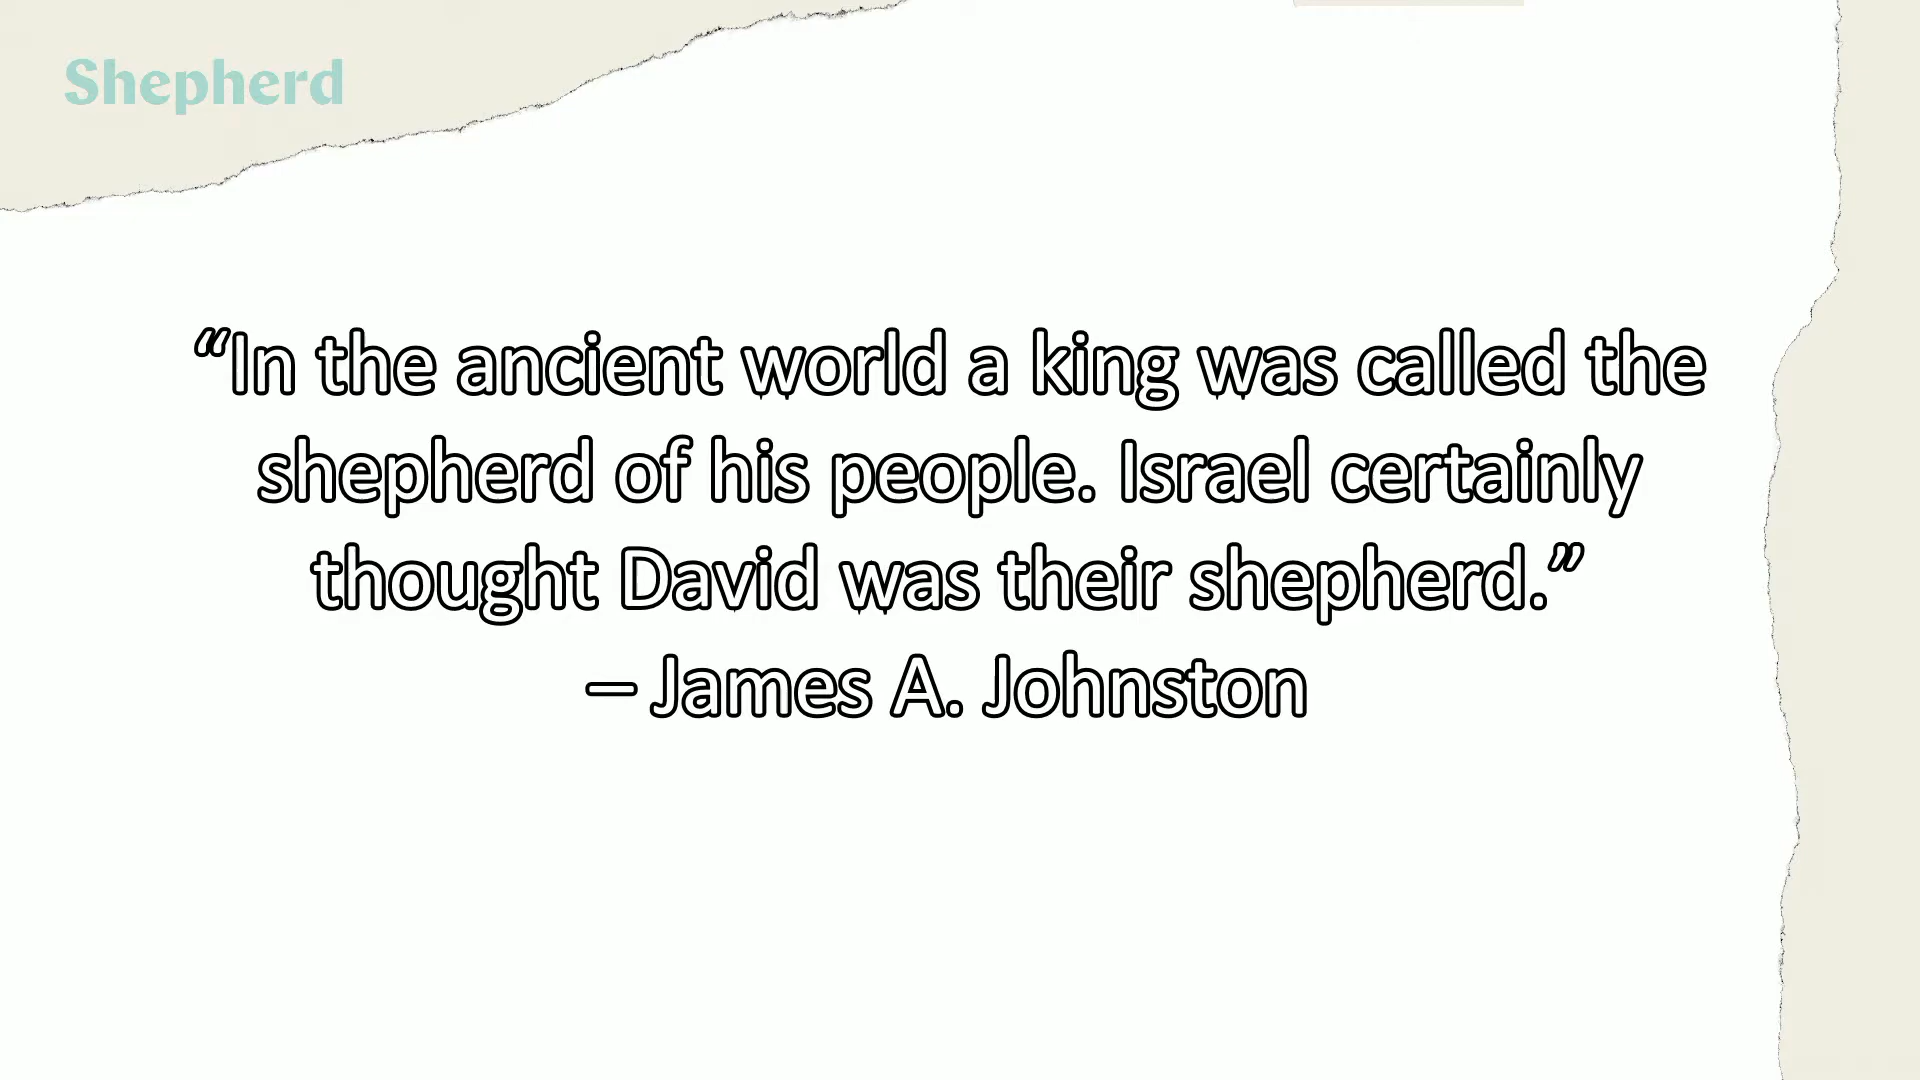 Shepherd
“In the ancient world a king was called the
shepherd of his people. Israel certainly
thought David was their shepherd.”
– James A. Johnston